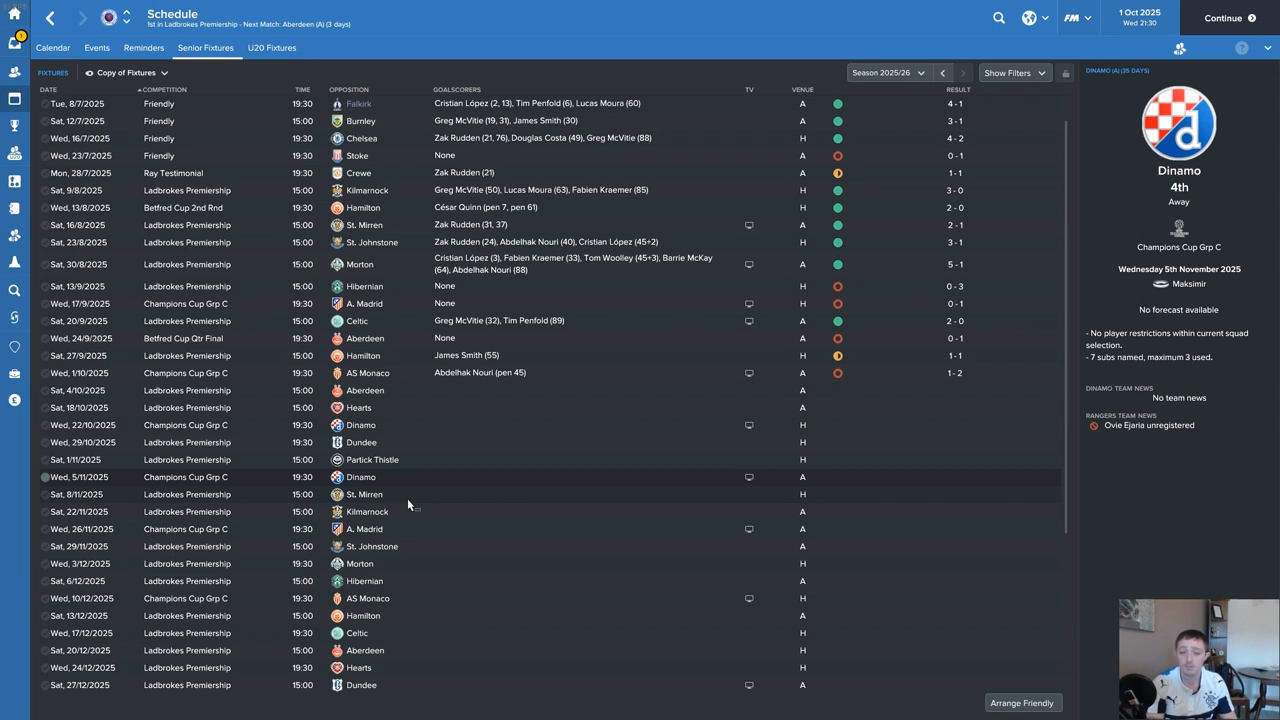 Schedule
1st in Ladbrokes Premiership - Next Match: Aberdeen (A) (3 days)
FM
1 Oct 2025
Wed 21:30
Continue
Calendar Events Reminders Senior Fixtures U20 Fixtures
FIXTURES Copy of Fixtures Season 2025/26 Show Filters
DATE COMPETITION TIME OPPOSITION GOALSCORERS TV VENUE RESULT
Tue, 8/7/2025 Friendly 19:30 Falkirk Cristian López (2, 13), Tim Penfold (6), Lucas Moura (60) A 4 - 1
Sat, 12/7/2025 Friendly 15:00 Burnley Greg McVitie (19, 31), James Smith (30) A 3 - 1
Wed, 16/7/2025 Friendly 19:30 Chelsea Zak Rudden (21, 76), Douglas Costa (49), Greg McVitie (88) H 4 - 2
Wed, 23/7/2025 Friendly 19:30 Stoke None A 0 - 1
Mon, 28/7/2025 Ray Testimonial 19:30 Crewe Zak Rudden (21) A 1 - 1
Sat, 9/8/2025 Ladbrokes Premiership 15:00 Kilmarnock Greg McVitie (50), Lucas Moura (63), Fabien Kraemer (85) H 3 - 0
Wed, 13/8/2025 Betfred Cup 2nd Rnd 19:30 Hamilton César Quinn (pen 7, pen 61) H 2 - 0
Sat, 16/8/2025 Ladbrokes Premiership 15:00 St. Mirren Zak Rudden (31, 37) A 2 - 1
Sat, 23/8/2025 Ladbrokes Premiership 15:00 St. Johnstone Zak Rudden (24), Abdelhak Nouri (40), Cristian López (45+2) H 3 - 1
Sat, 30/8/2025 Ladbrokes Premiership 15:00 Morton Cristian López (3), Fabien Kraemer (33), Tom Woolley (45+3), Barrie McKay (64), Abdelhak Nouri (88) A 5 - 1
Sat, 13/9/2025 Ladbrokes Premiership 15:00 Hibernian None H 0 - 3
Wed, 17/9/2025 Champions Cup Grp C 19:30 A. Madrid None H 0 - 1
Sat, 20/9/2025 Ladbrokes Premiership 15:00 Celtic Greg McVitie (32), Tim Penfold (89) A 2 - 0
Wed, 24/9/2025 Betfred Cup Qtr Final 19:30 Aberdeen None A 0 - 1
Sat, 27/9/2025 Ladbrokes Premiership 15:00 Hamilton James Smith (55) H 1 - 1
Wed, 1/10/2025 Champions Cup Grp C 19:30 AS Monaco Abdelhak Nouri (pen 45) A 1 - 2
Sat, 4/10/2025 Ladbrokes Premiership 15:00 Aberdeen A
Sat, 18/10/2025 Ladbrokes Premiership 15:00 Hearts A
Wed, 22/10/2025 Champions Cup Grp C 19:30 Dinamo H
Wed, 29/10/2025 Ladbrokes Premiership 19:30 Dundee H
Sat, 1/11/2025 Ladbrokes Premiership 15:00 Partick Thistle H
Wed, 5/11/2025 Champions Cup Grp C 19:30 Dinamo A
Sat, 8/11/2025 Ladbrokes Premiership 15:00 St. Mirren H
Sat, 22/11/2025 Ladbrokes Premiership 15:00 Kilmarnock A
Wed, 26/11/2025 Champions Cup Grp C 19:30 A. Madrid A
Sat, 29/11/2025 Ladbrokes Premiership 15:00 St. Johnstone A
Wed, 3/12/2025 Ladbrokes Premiership 19:30 Morton H
Sat, 6/12/2025 Ladbrokes Premiership 15:00 Hibernian A
Wed, 10/12/2025 Champions Cup Grp C 19:30 AS Monaco H
Sat, 13/12/2025 Ladbrokes Premiership 15:00 Hamilton A
Wed, 17/12/2025 Ladbrokes Premiership 19:30 Celtic H
Sat, 20/12/2025 Ladbrokes Premiership 15:00 Aberdeen H
Wed, 24/12/2025 Ladbrokes Premiership 19:30 Hearts H
Sat, 27/12/2025 Ladbrokes Premiership 15:00 Dundee A
Arrange Friendly
DINAMO (A) (35 DAYS)
Dinamo
4th
Away
Champions Cup Grp C
Wednesday 5th November 2025
Maksimir
No forecast available
- No player restrictions within current squad
selection.
- 7 subs named, maximum 3 used.
DINAMO TEAM NEWS
No team news
RANGERS TEAM NEWS
Ovie Ejaria unregistered